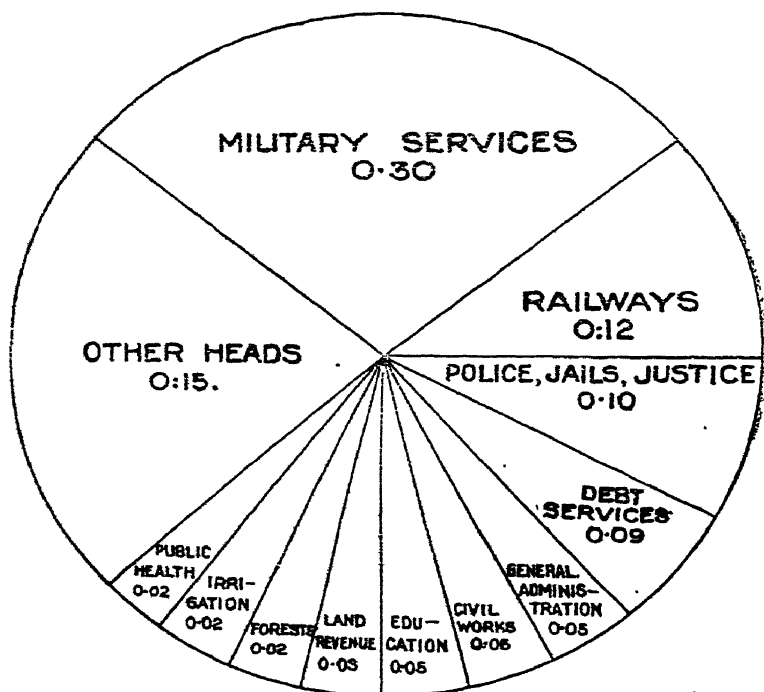 MILITARY SERVICES
0·30
RAILWAYS
0:12
OTHER HEADS
0:15.
POLICE, JAILS, JUSTICE
0·10
DEBT
SERVICES
0·09
GENERAL
ADMINIS-
TRATION
0·05
CIVIL
WORKS
0:06
EDU-
CATION
0·05
LAND
REVENUE
0·03
FORESTS
0·02
IRRI-
GATION
0·02
PUBLIC
HEALTH
0·02